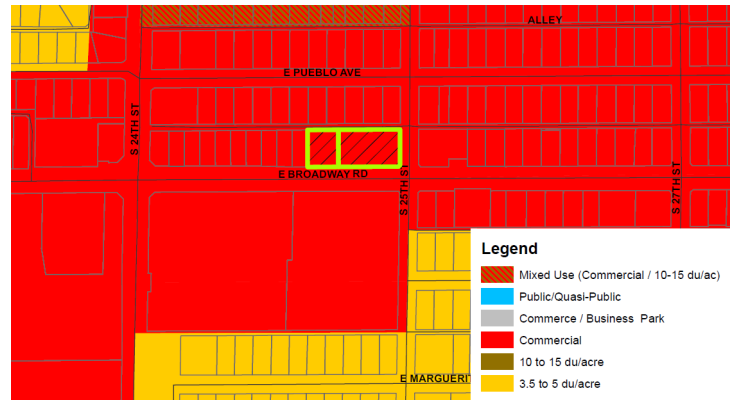 ALLEY
E PUEBLO AVE
S 24TH ST
E BROADWAY RD
S 25TH ST
S 27TH ST
E MARGUERIT
Legend
Mixed Use (Commercial / 10-15 du/ac)
Public/Quasi-Public
Commerce / Business Park
Commercial
10 to 15 du/acre
3.5 to 5 du/acre